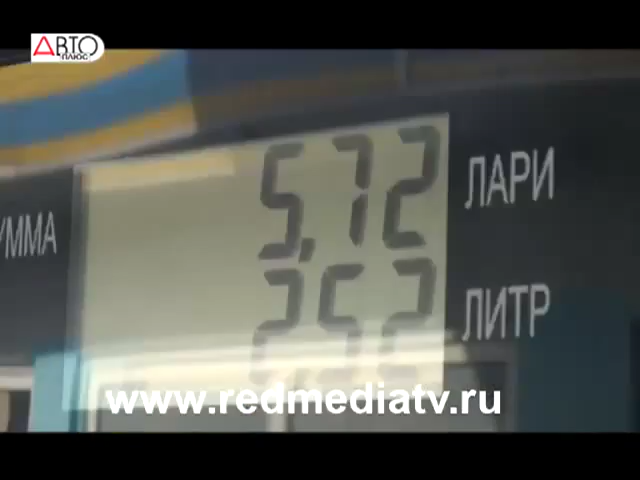 АВТО
ПЛЮС
5,72 ЛАРИ
УММА
2,52 ЛИТР
www.redmediatv.ru